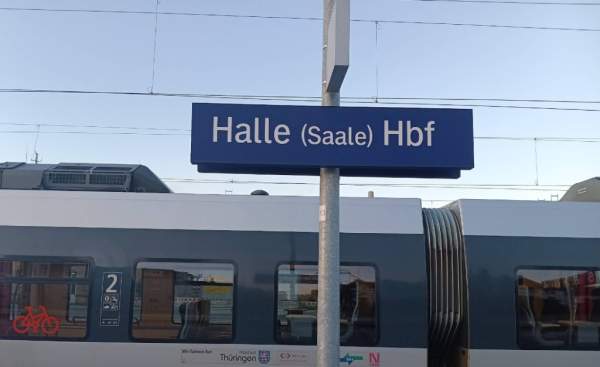 Halle (Saale) Hbf
2
Thüringen
N